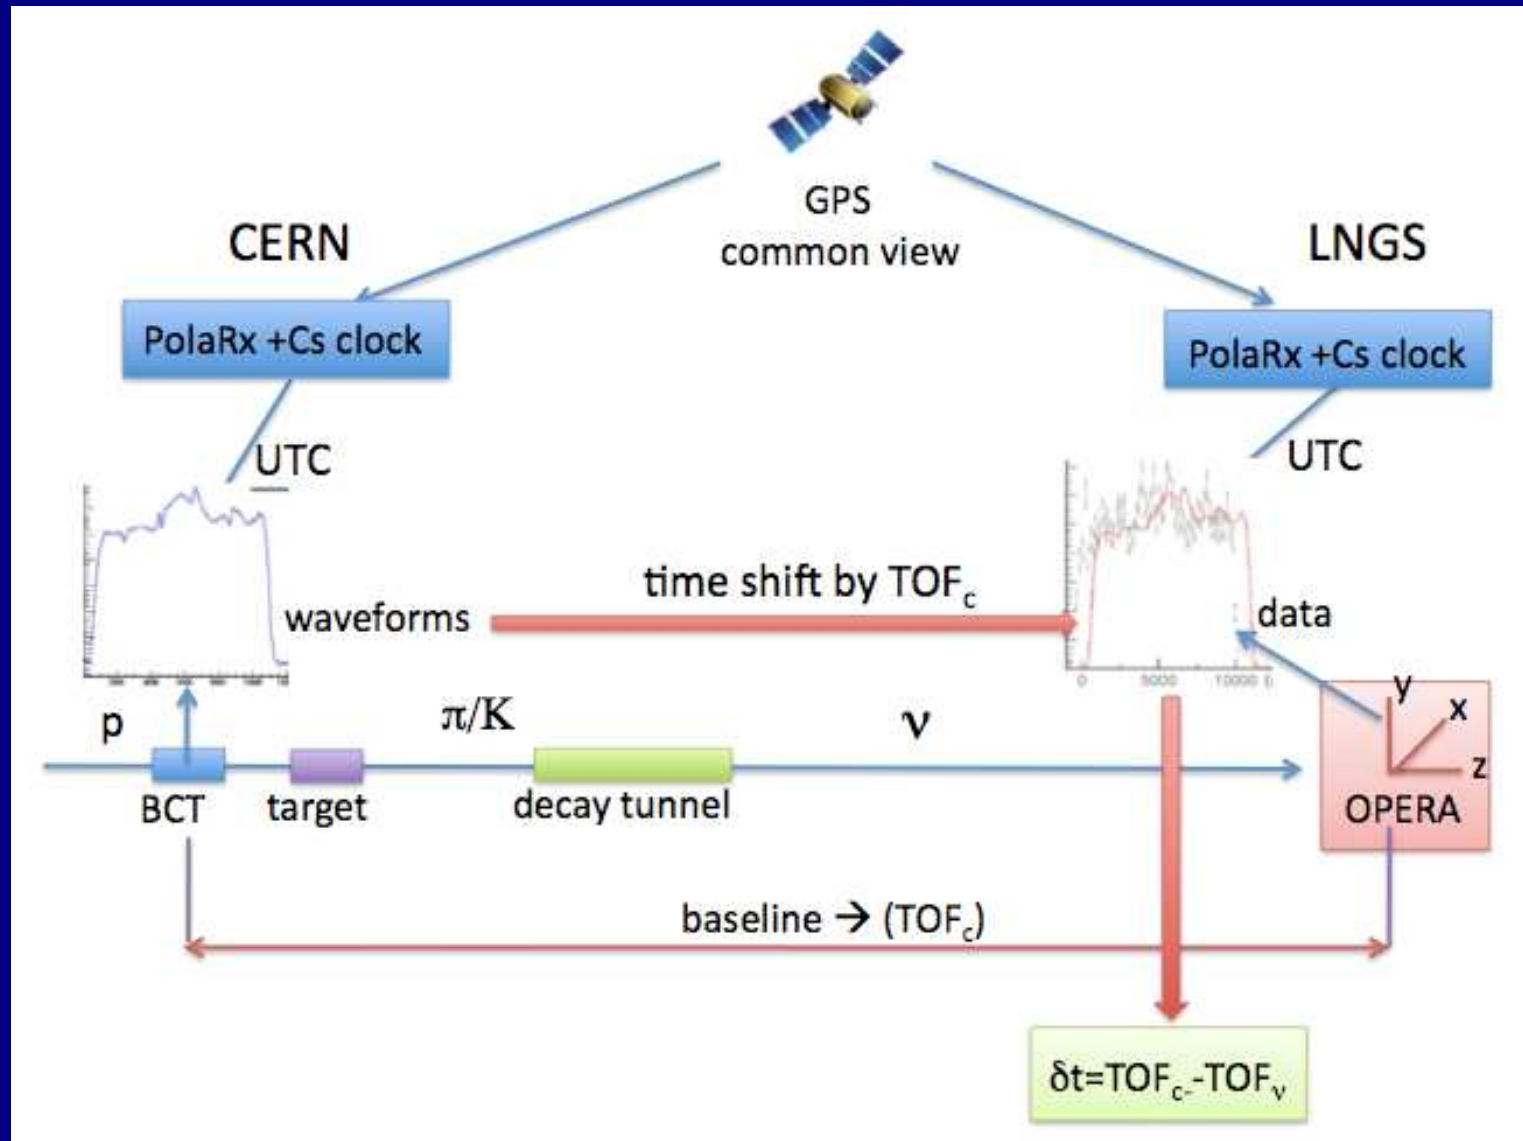 GPS
common view
CERN
LNGS
PolaRx +Cs clock
PolaRx +Cs clock
UTC
UTC
time shift by TOFc
waveforms
data
0 5000 10000
p
π/K
ν
y
x
z
BCT
target
decay tunnel
OPERA
baseline → (TOFc)
δt=TOFc--TOFν